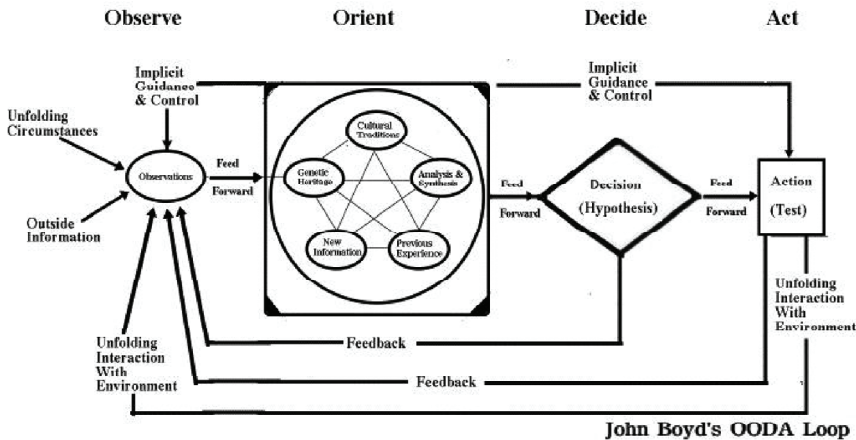 Observe
Orient
Decide
Act
Implicit
Guidance
& Control
Implicit
Guidance
& Control
Unfolding
Circumstances
Observations
Feed
Forward
Outside
Information
Cultural
Traditions
Genetic
Heritage
Analysis &
Synthesis
New
Information
Previous
Experience
Feed
Forward
Decision
(Hypothesis)
Feed
Forward
Action
(Test)
Unfolding
Interaction
With
Environment
Feedback
Unfolding
Interaction
With
Environment
Feedback
John Boyd's OODA Loop